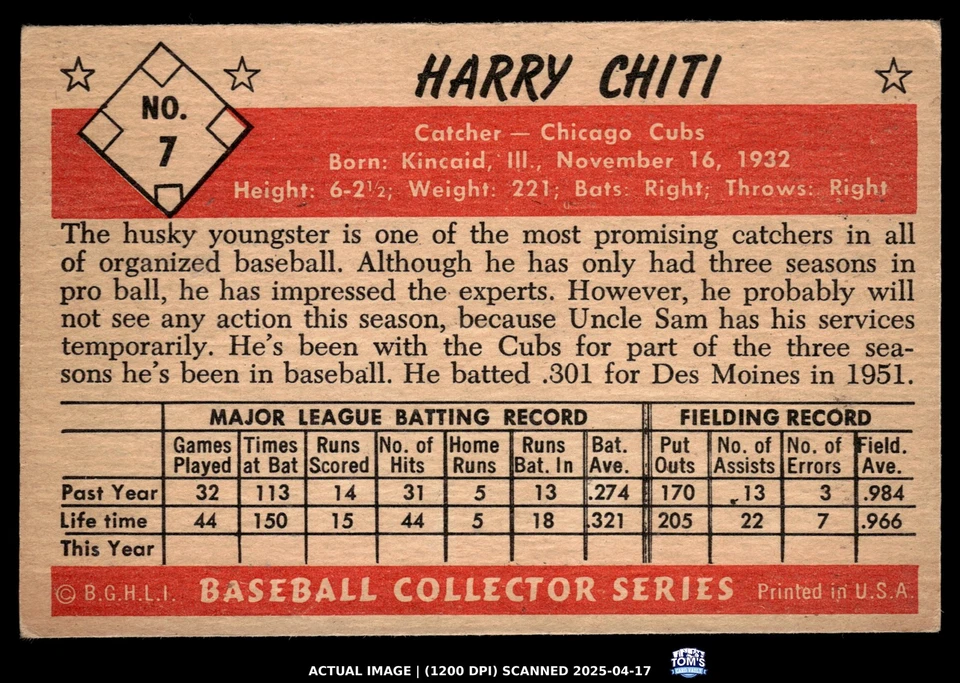 NO.
7
HARRY CHITI
Catcher — Chicago Cubs
Born: Kincaid, Ill., November 16, 1932
Height: 6-2½; Weight: 221; Bats: Right; Throws: Right
The husky youngster is one of the most promising catchers in all
of organized baseball. Although he has only had three seasons in
pro ball, he has impressed the experts. However, he probably will
not see any action this season, because Uncle Sam has his services
temporarily. He's been with the Cubs for part of the three sea-
sons he's been in baseball. He batted .301 for Des Moines in 1951.
MAJOR LEAGUE BATTING RECORD FIELDING RECORD
Games Times Runs No. of Home Runs Bat. Put No. of No. of Field.
Played at Bat Scored Hits Runs Bat. In Ave. Outs Assists Errors Ave.
Past Year 32 113 14 31 5 13 .274 170 13 3 .984
Life time 44 150 15 44 5 18 .321 205 22 7 .966
This Year
© B.G.H.L.I. BASEBALL COLLECTOR SERIES Printed in U.S.A.
ACTUAL IMAGE | (1200 DPI) SCANNED 2025-04-17
TOM'S
CARD VAULT